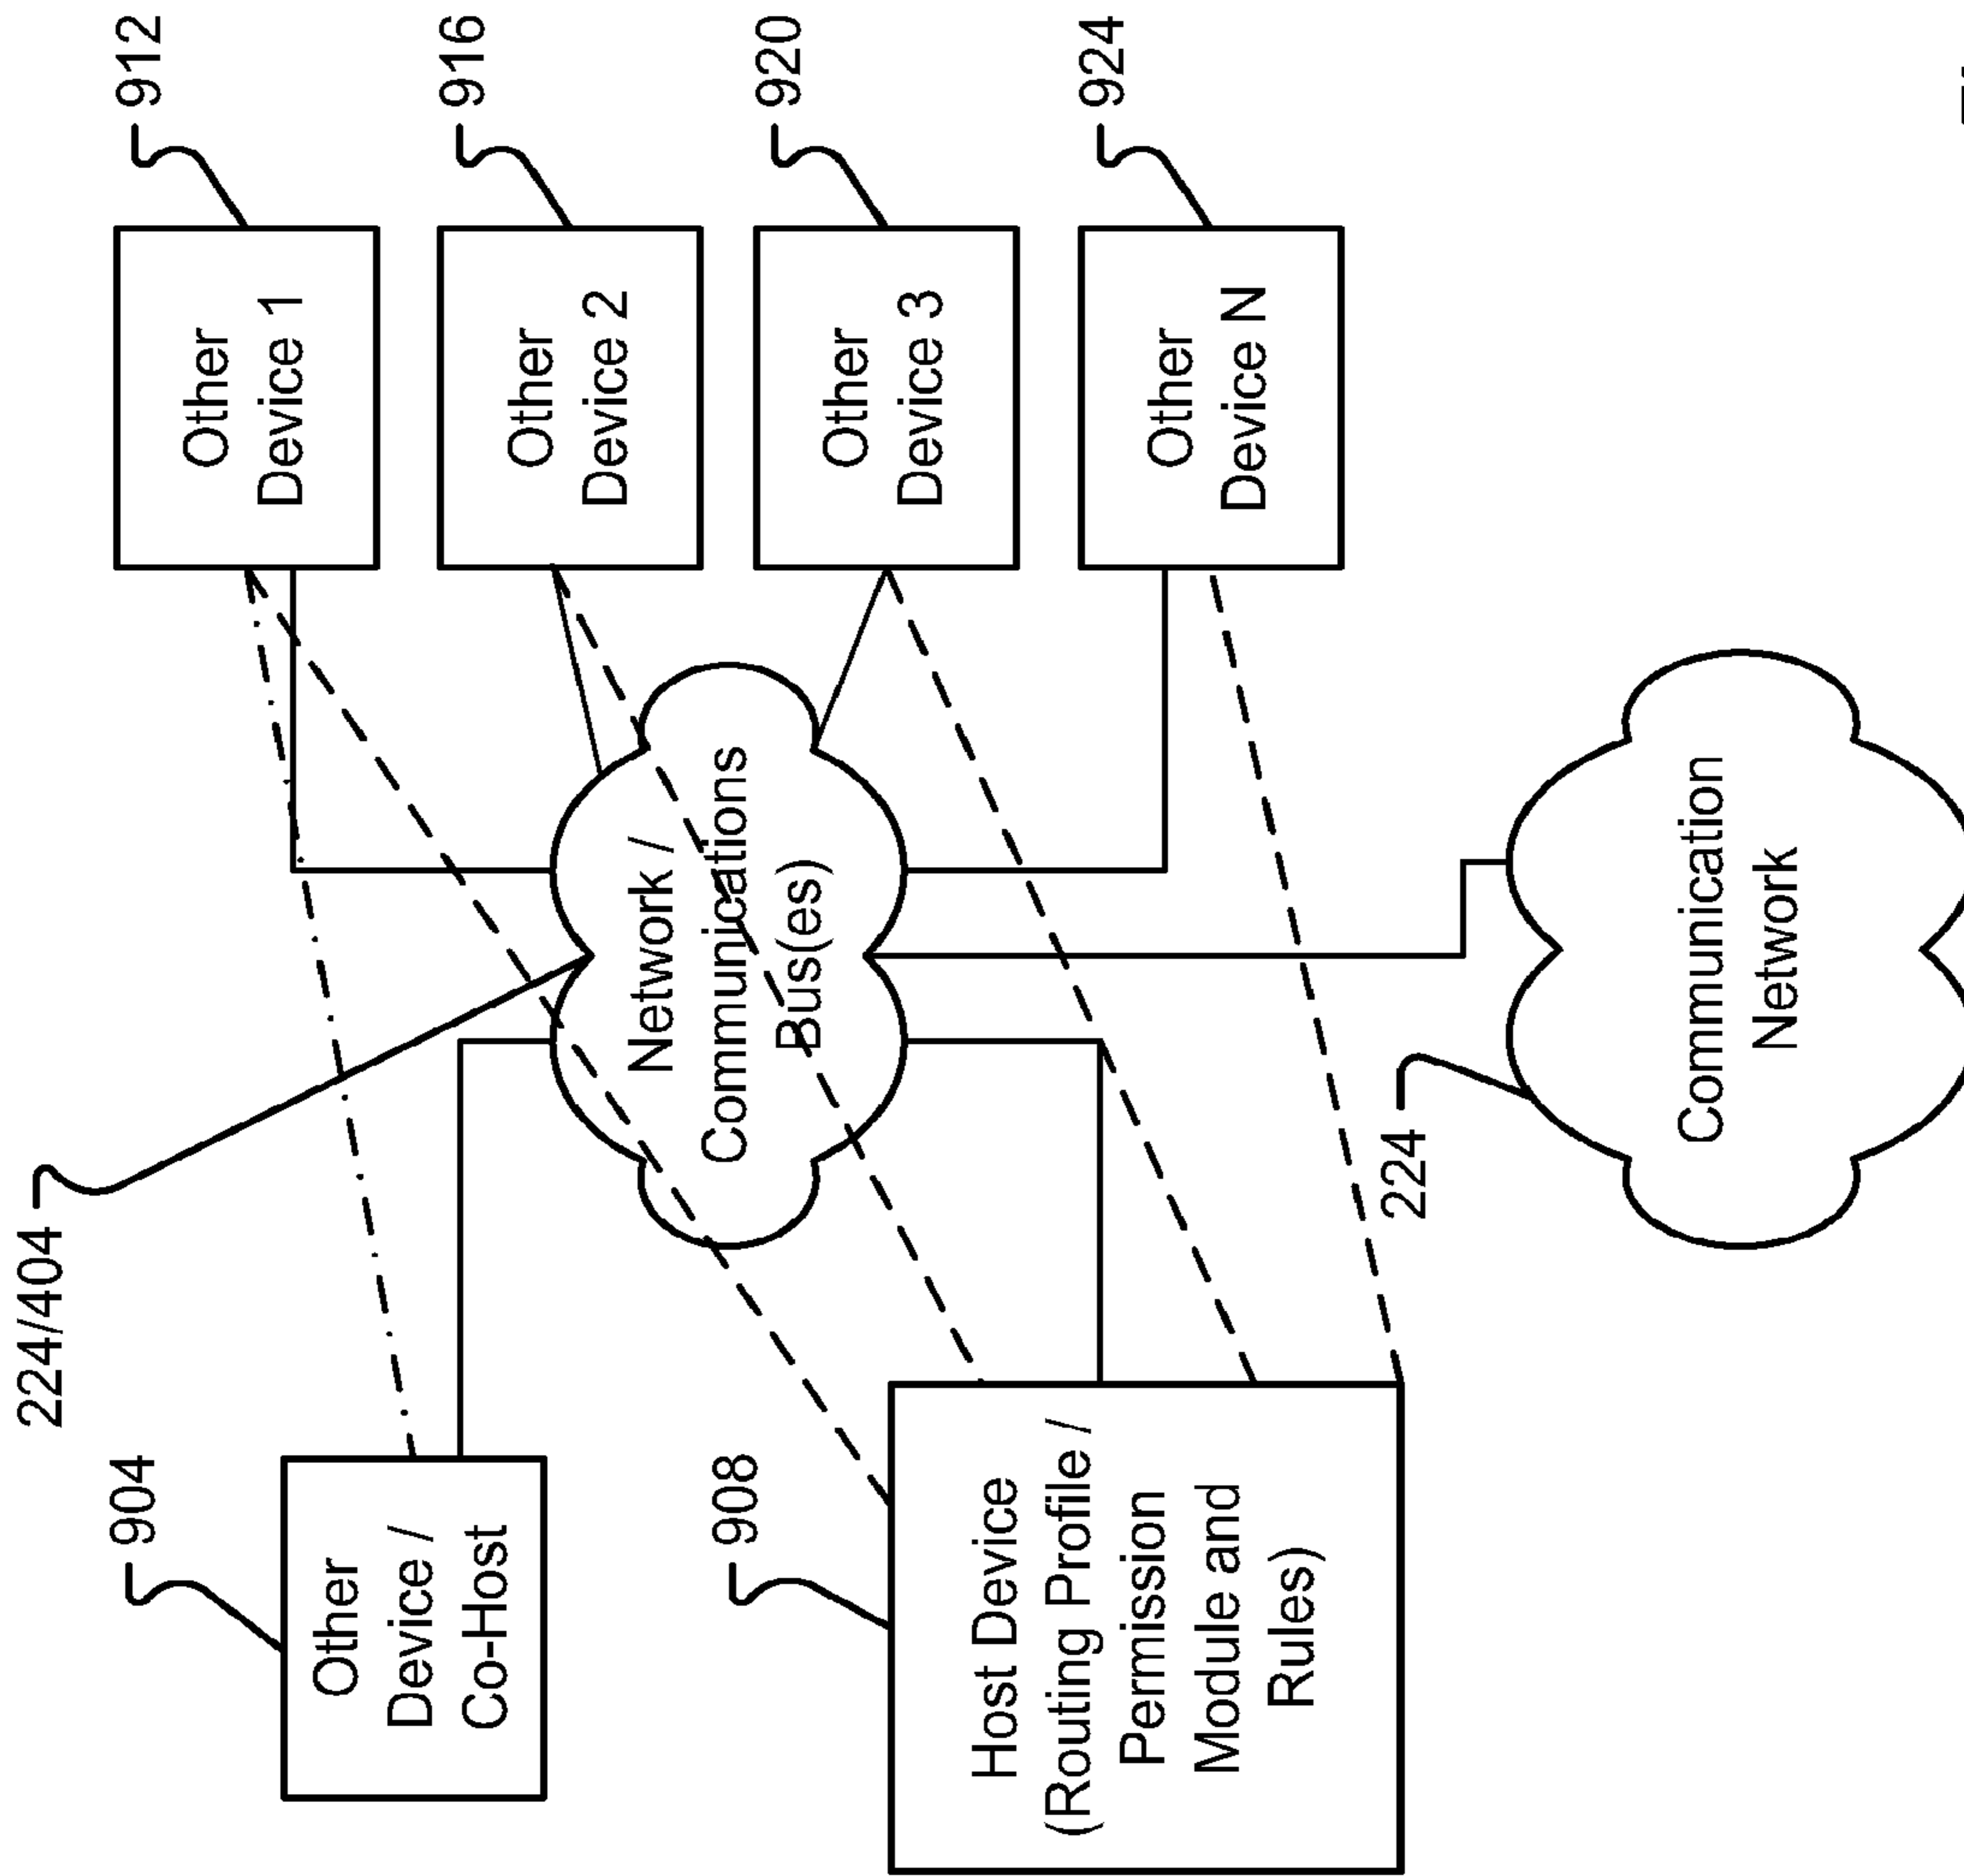 912
Other
Device 1
916
Other
Device 2
920
Other
Device 3
924
Other
Device N
224/404
Network /
Communications
Bus(es)
904
Other
Device /
Co-Host
908
Host Device
(Routing Profile /
Permission
Module and
Rules)
224
Communication
Network